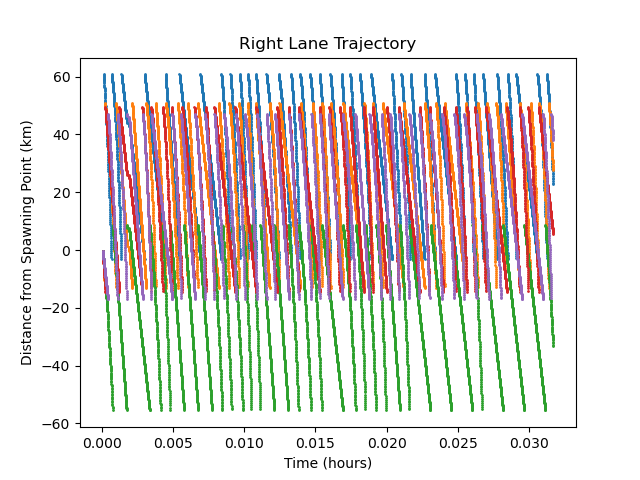 Right Lane Trajectory
Distance from Spawning Point (km)
60
40
20
0
−20
−40
−60
0.000 0.005 0.010 0.015 0.020 0.025 0.030
Time (hours)